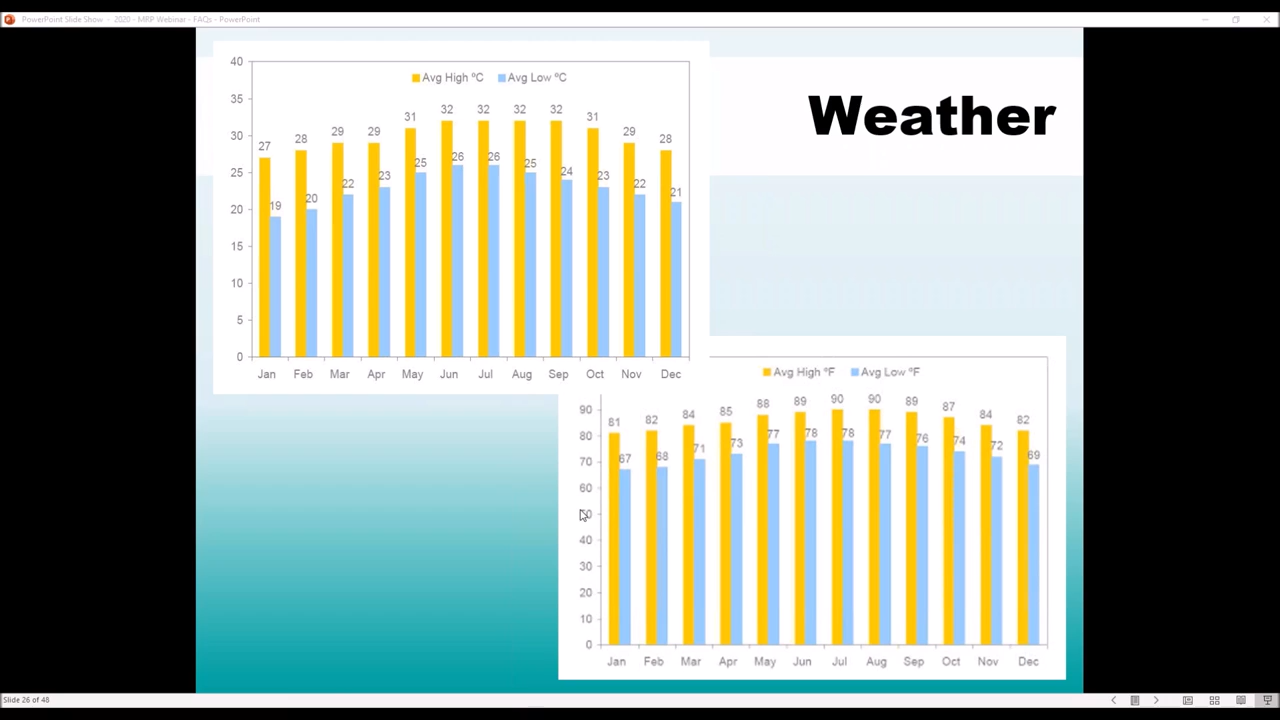 PowerPoint Slide Show - 2020 - MRP Webinar - FAQs - PowerPoint
Weather
Avg High ºC Avg Low ºC
40
35
30
25
20
15
10
5
0
27 28 29 29 31 32 32 32 32 31 29 28
19 20 22 23 25 26 26 25 24 23 22 21
Jan Feb Mar Apr May Jun Jul Aug Sep Oct Nov Dec
Avg High ºF Avg Low ºF
90
80
70
60
50
40
30
20
10
0
81 82 84 85 88 89 90 90 89 87 84 82
67 68 71 73 77 78 78 77 76 74 72 69
Jan Feb Mar Apr May Jun Jul Aug Sep Oct Nov Dec
Slide 26 of 48